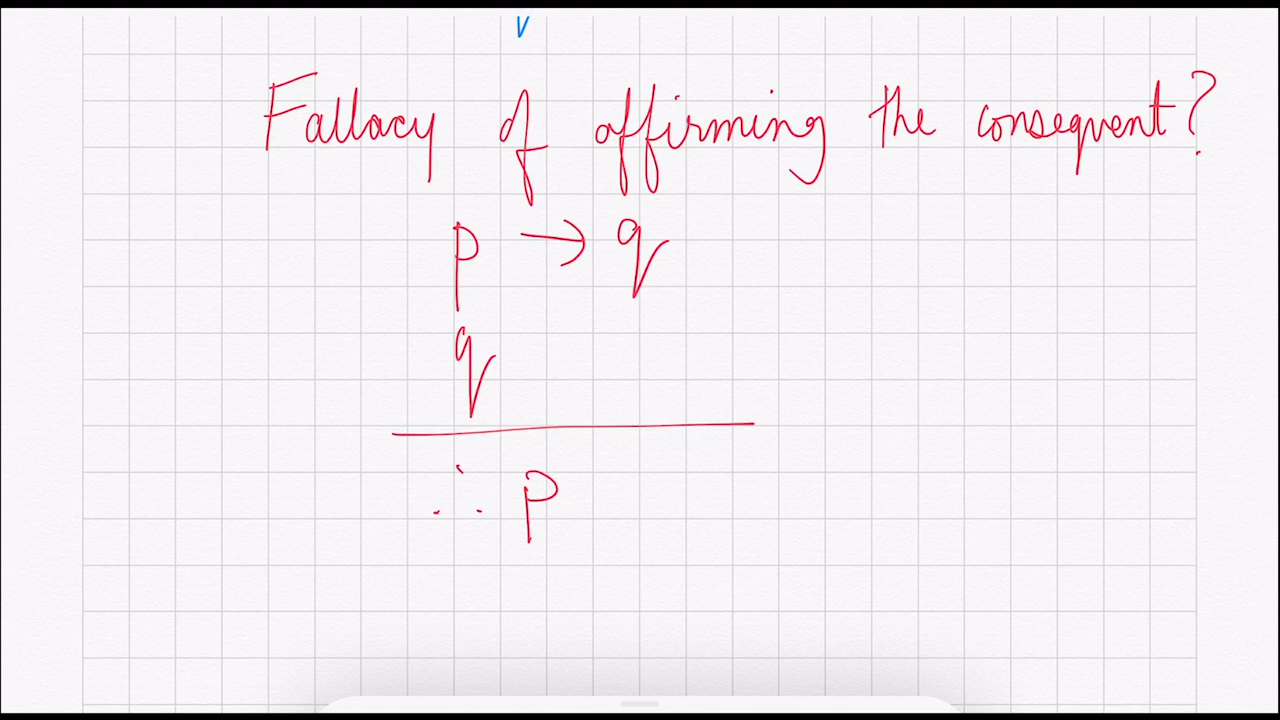 Fallacy of affirming the consequent?
p → q
q
∴ p